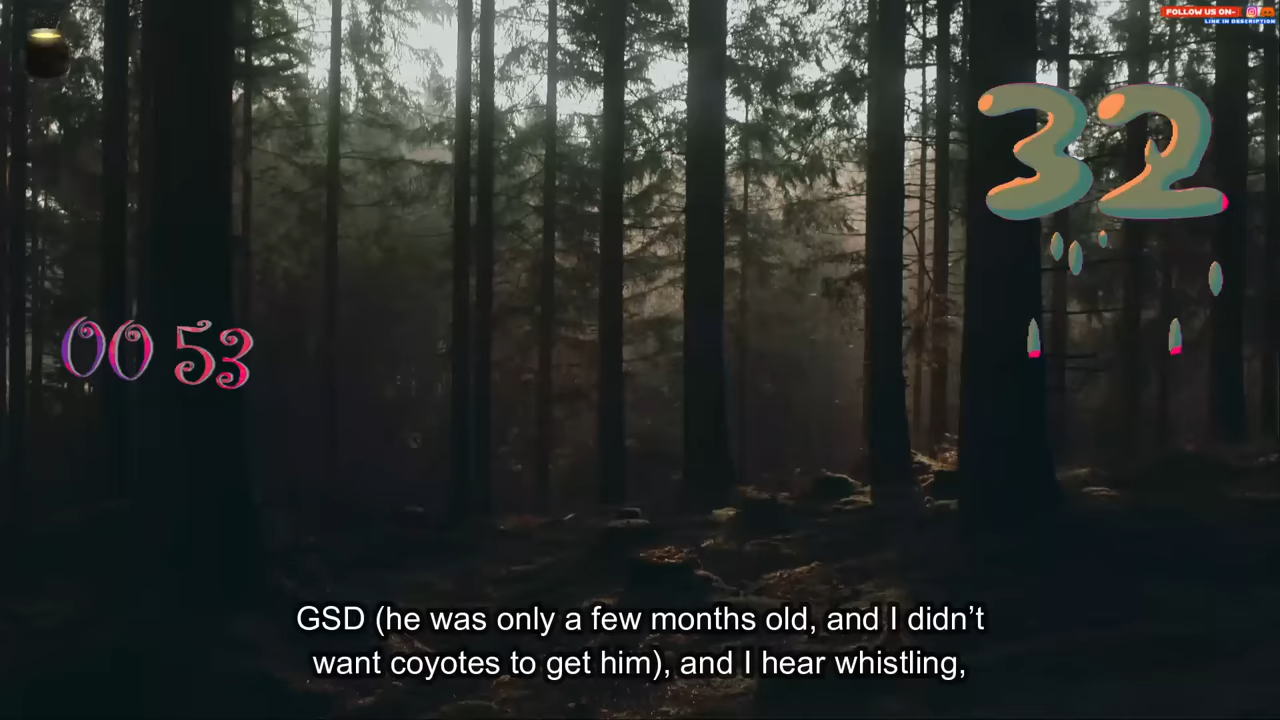 FOLLOW US ON-
LINK IN DESCRIPTION
32
00 53
GSD (he was only a few months old, and I didn’t
want coyotes to get him), and I hear whistling,